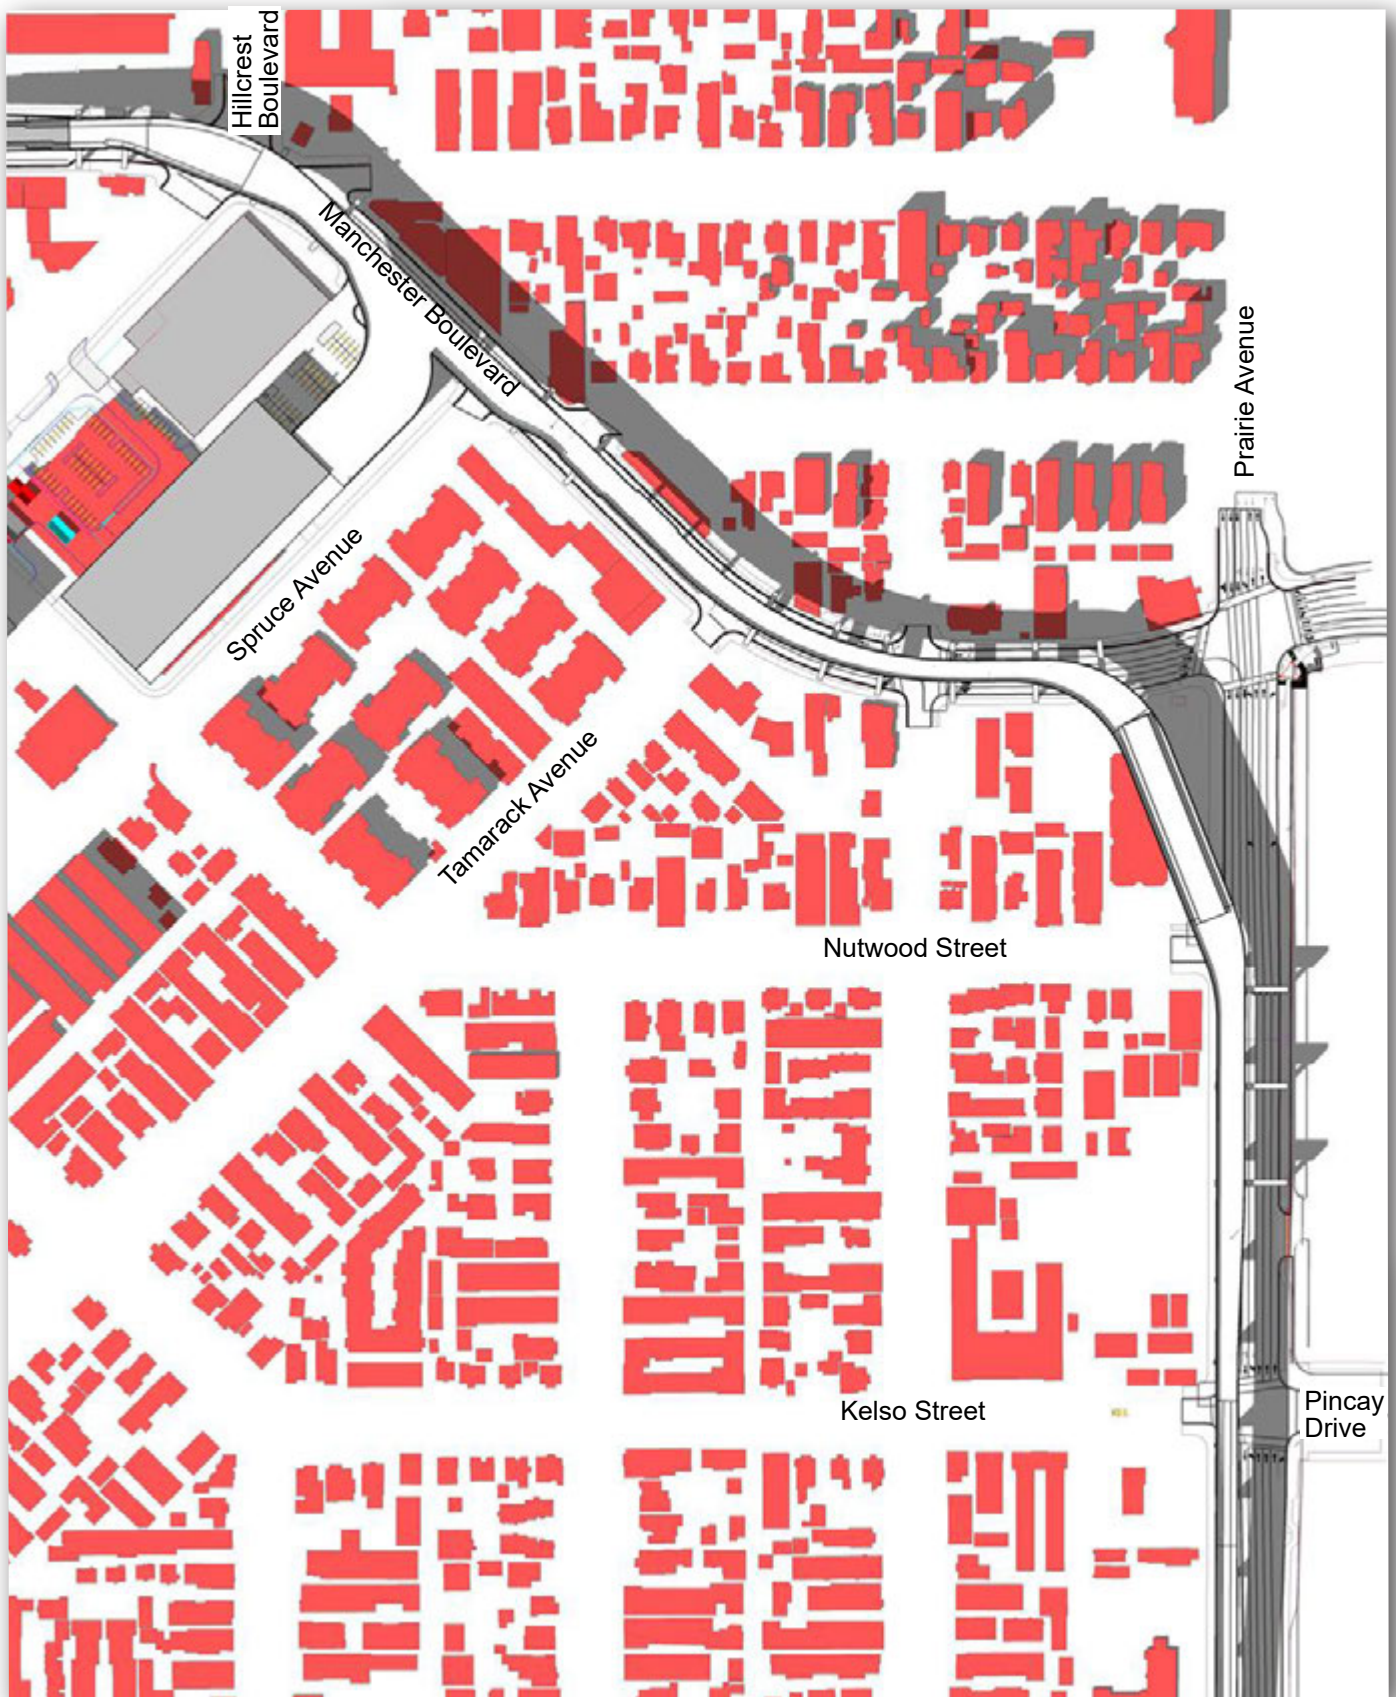 Hillcrest
Boulevard
Manchester Boulevard
Prairie Avenue
Spruce Avenue
Tamarack Avenue
Nutwood Street
Kelso Street
Pincay
Drive